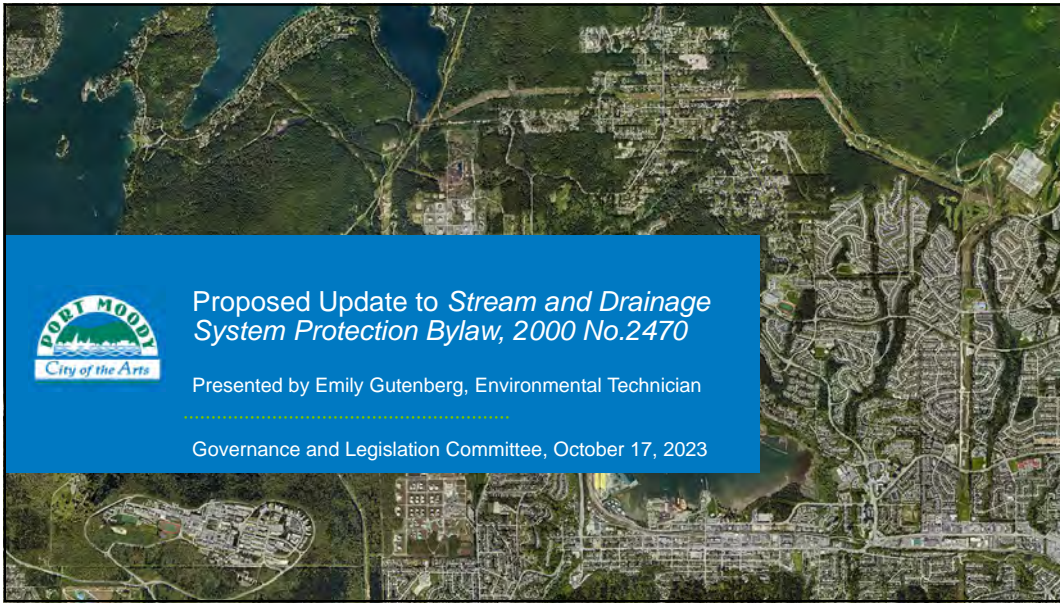 PORT MOODY
City of the Arts
Proposed Update to Stream and Drainage
System Protection Bylaw, 2000 No.2470
Presented by Emily Gutenberg, Environmental Technician
Governance and Legislation Committee, October 17, 2023